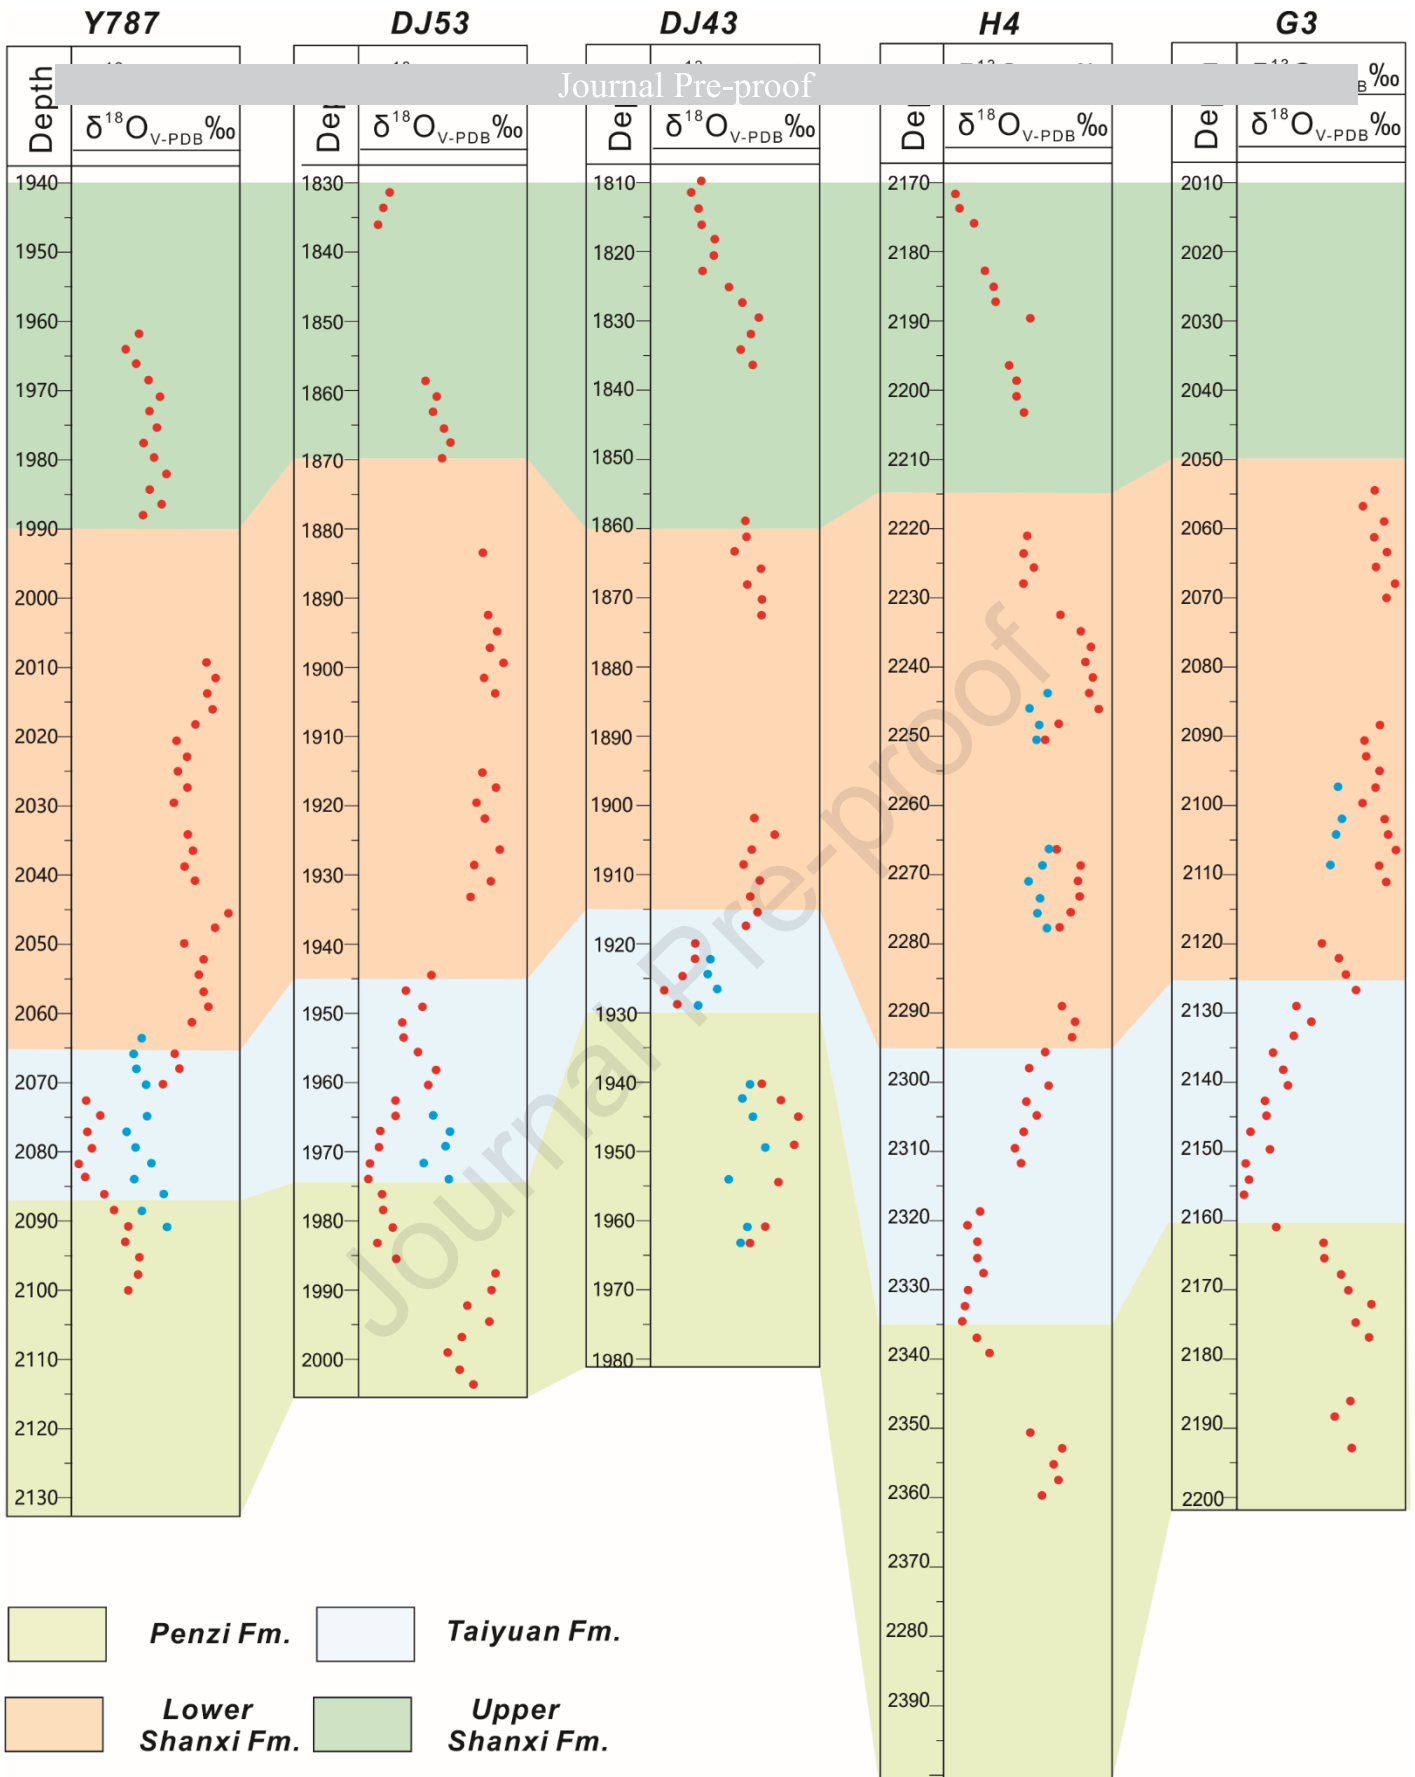 Y787 DJ53 DJ43 H4 G3
Journal Pre-proof
Depth
δ18OV-PDB‰ δ18OV-PDB‰ δ18OV-PDB‰ δ18OV-PDB‰ δ18OV-PDB‰
1940 1830 1810 2170 2010
1950 1840 1820 2180 2020
1960 1850 1830 2190 2030
1970 1860 1840 2200 2040
1980 1870 1850 2210 2050
1990 1880 1860 2220 2060
2000 1890 1870 2230 2070
2010 1900 1880 2240 2080
2020 1910 1890 2250 2090
2030 1920 1900 2260 2100
2040 1930 1910 2270 2110
2050 1940 1920 2280 2120
2060 1950 1930 2290 2130
2070 1960 1940 2300 2140
2080 1970 1950 2310 2150
2090 1980 1960 2320 2160
2100 1990 1970 2330 2170
2110 2000 1980 2340 2180
2120 2350 2190
2130 2360 2200
2370
2280
2390
Journal Pre-proof
Penzi Fm. Taiyuan Fm.
Lower Upper
Shanxi Fm. Shanxi Fm.